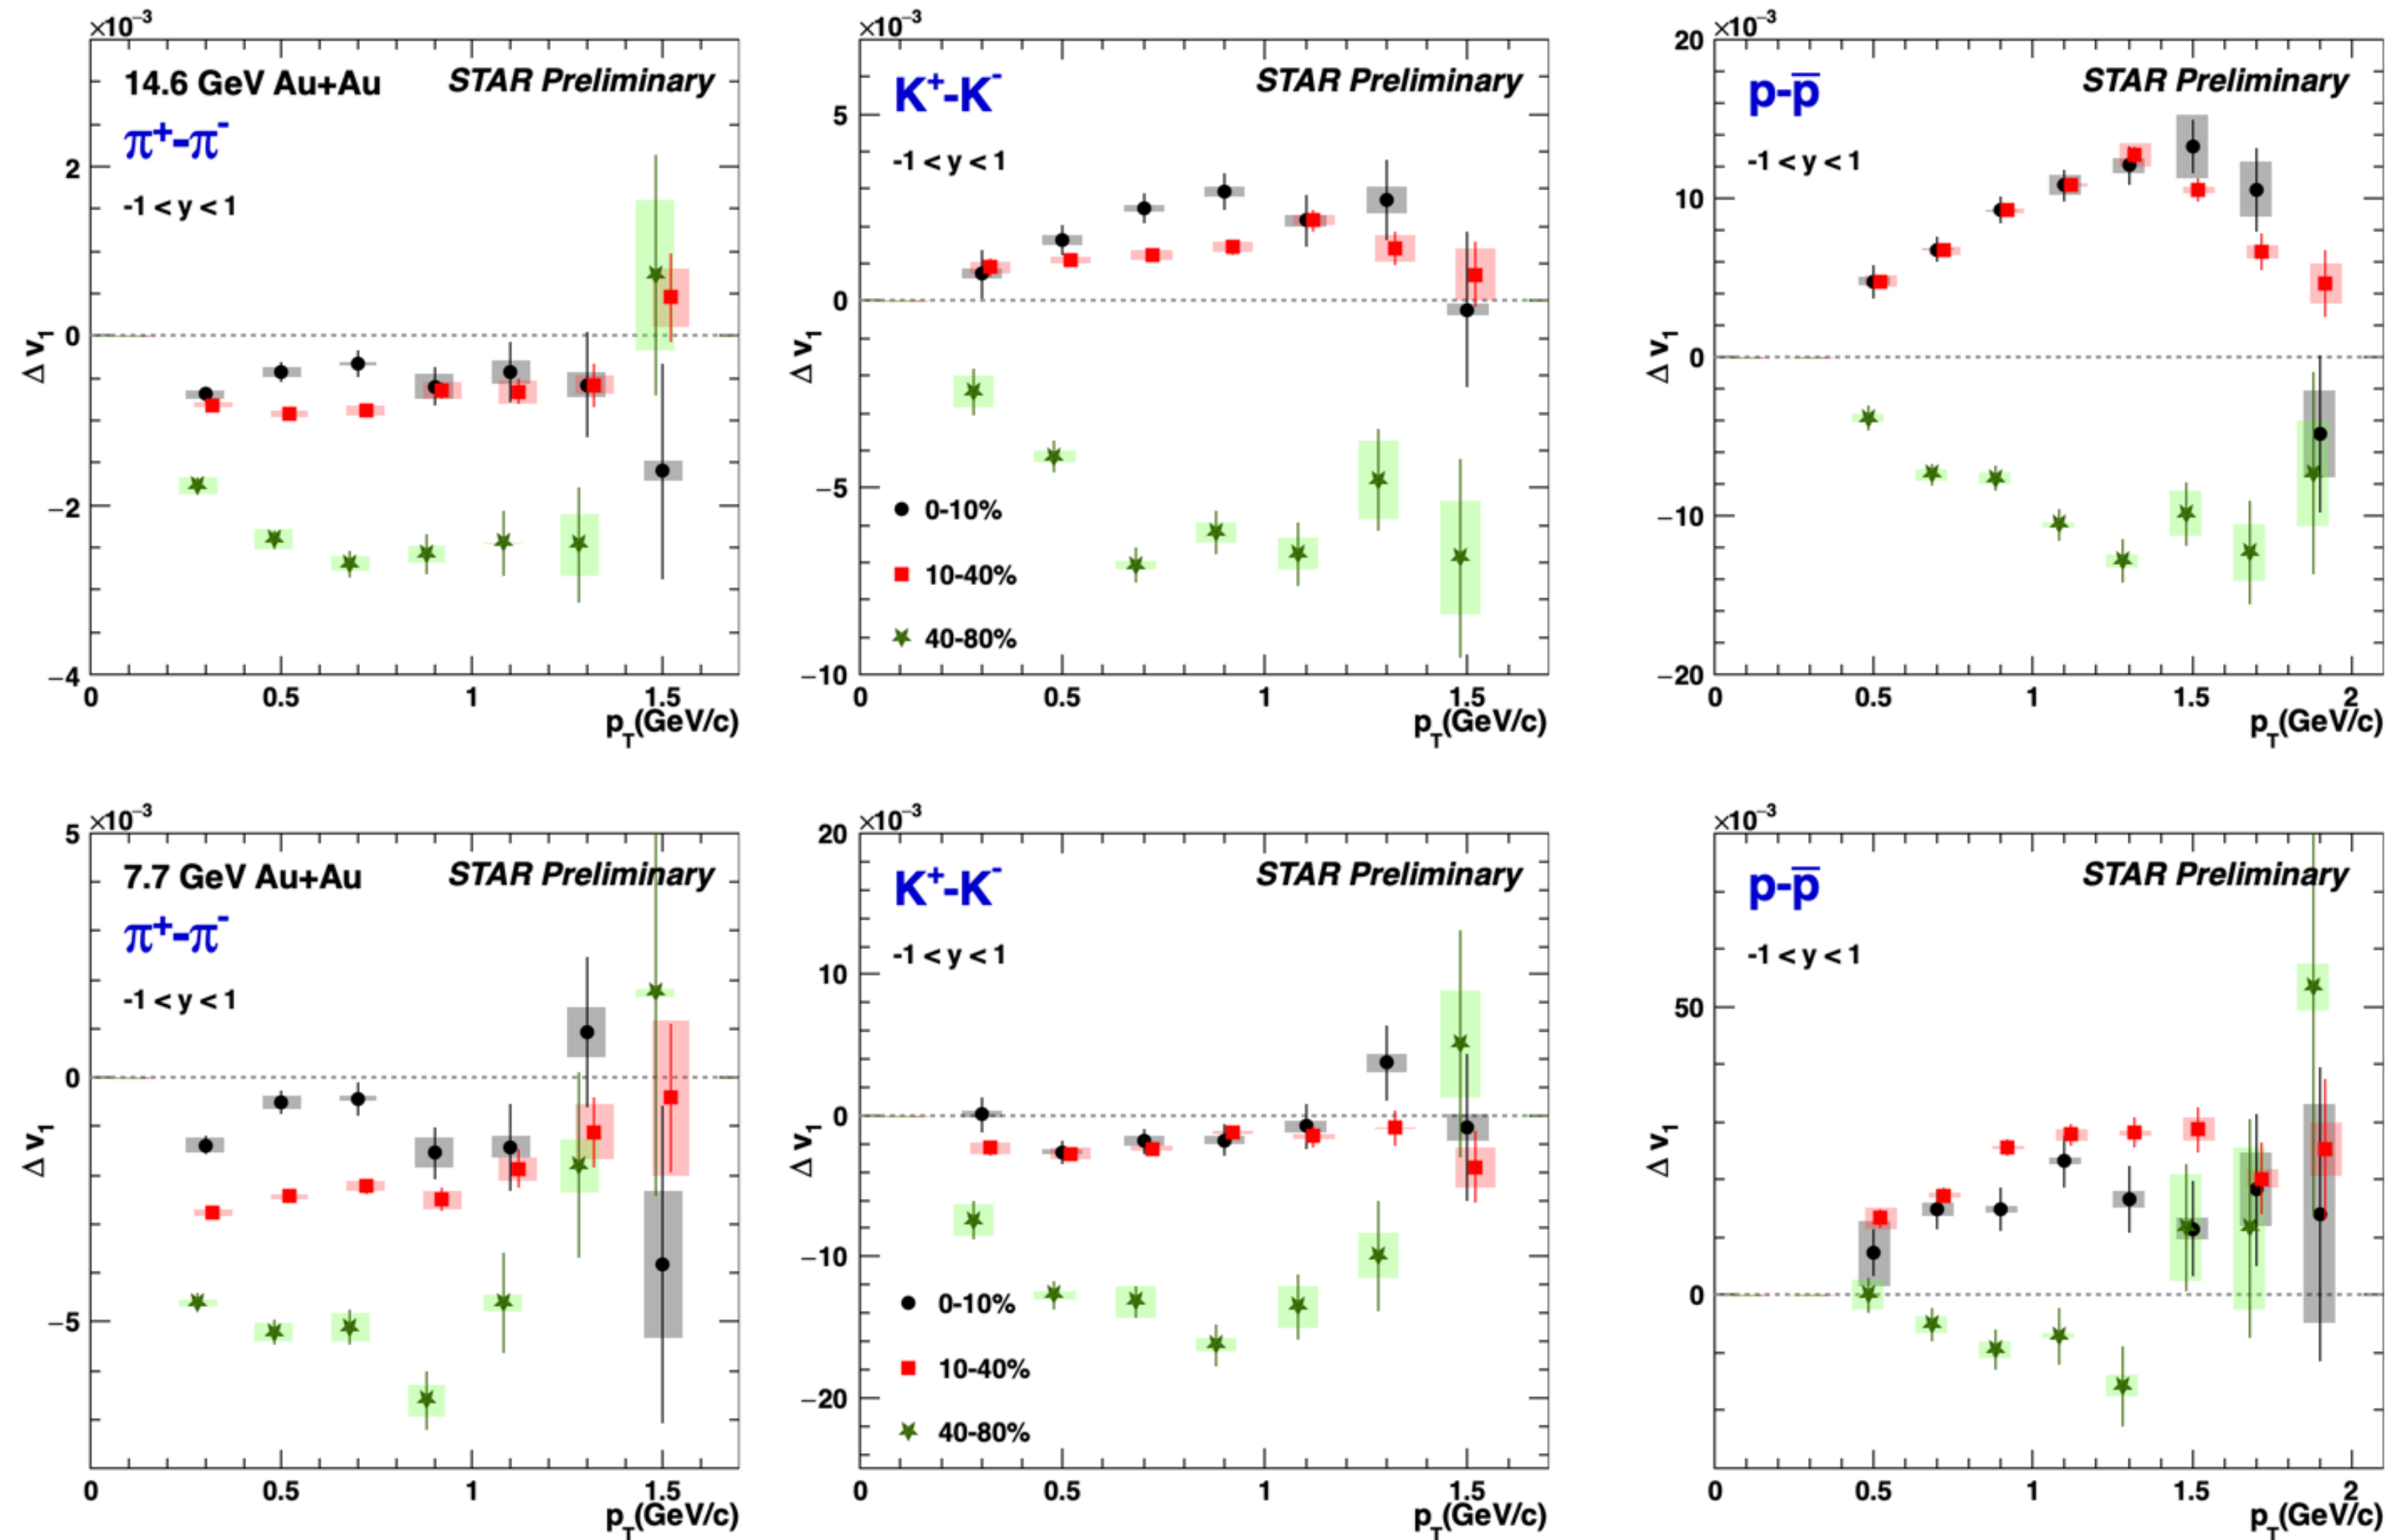 ×10⁻³
14.6 GeV Au+Au
STAR Preliminary
π⁺-π⁻
-1 < y < 1
2
0
−2
−4
Δ v₁
0 0.5 1 1.5
p_T(GeV/c)
×10⁻³
K⁺-K⁻
STAR Preliminary
-1 < y < 1
5
0
−5
−10
Δ v₁
0-10%
10-40%
40-80%
0 0.5 1 1.5
p_T(GeV/c)
×10⁻³
p-p̅
STAR Preliminary
-1 < y < 1
20
10
0
−10
−20
Δ v₁
0 0.5 1 1.5 2
p_T(GeV/c)
×10⁻³
7.7 GeV Au+Au
STAR Preliminary
π⁺-π⁻
-1 < y < 1
5
0
−5
Δ v₁
0 0.5 1 1.5
p_T(GeV/c)
×10⁻³
K⁺-K⁻
STAR Preliminary
-1 < y < 1
20
10
0
−10
−20
Δ v₁
0-10%
10-40%
40-80%
0 0.5 1 1.5
p_T(GeV/c)
×10⁻³
p-p̅
STAR Preliminary
-1 < y < 1
50
0
Δ v₁
0 0.5 1 1.5 2
p_T(GeV/c)